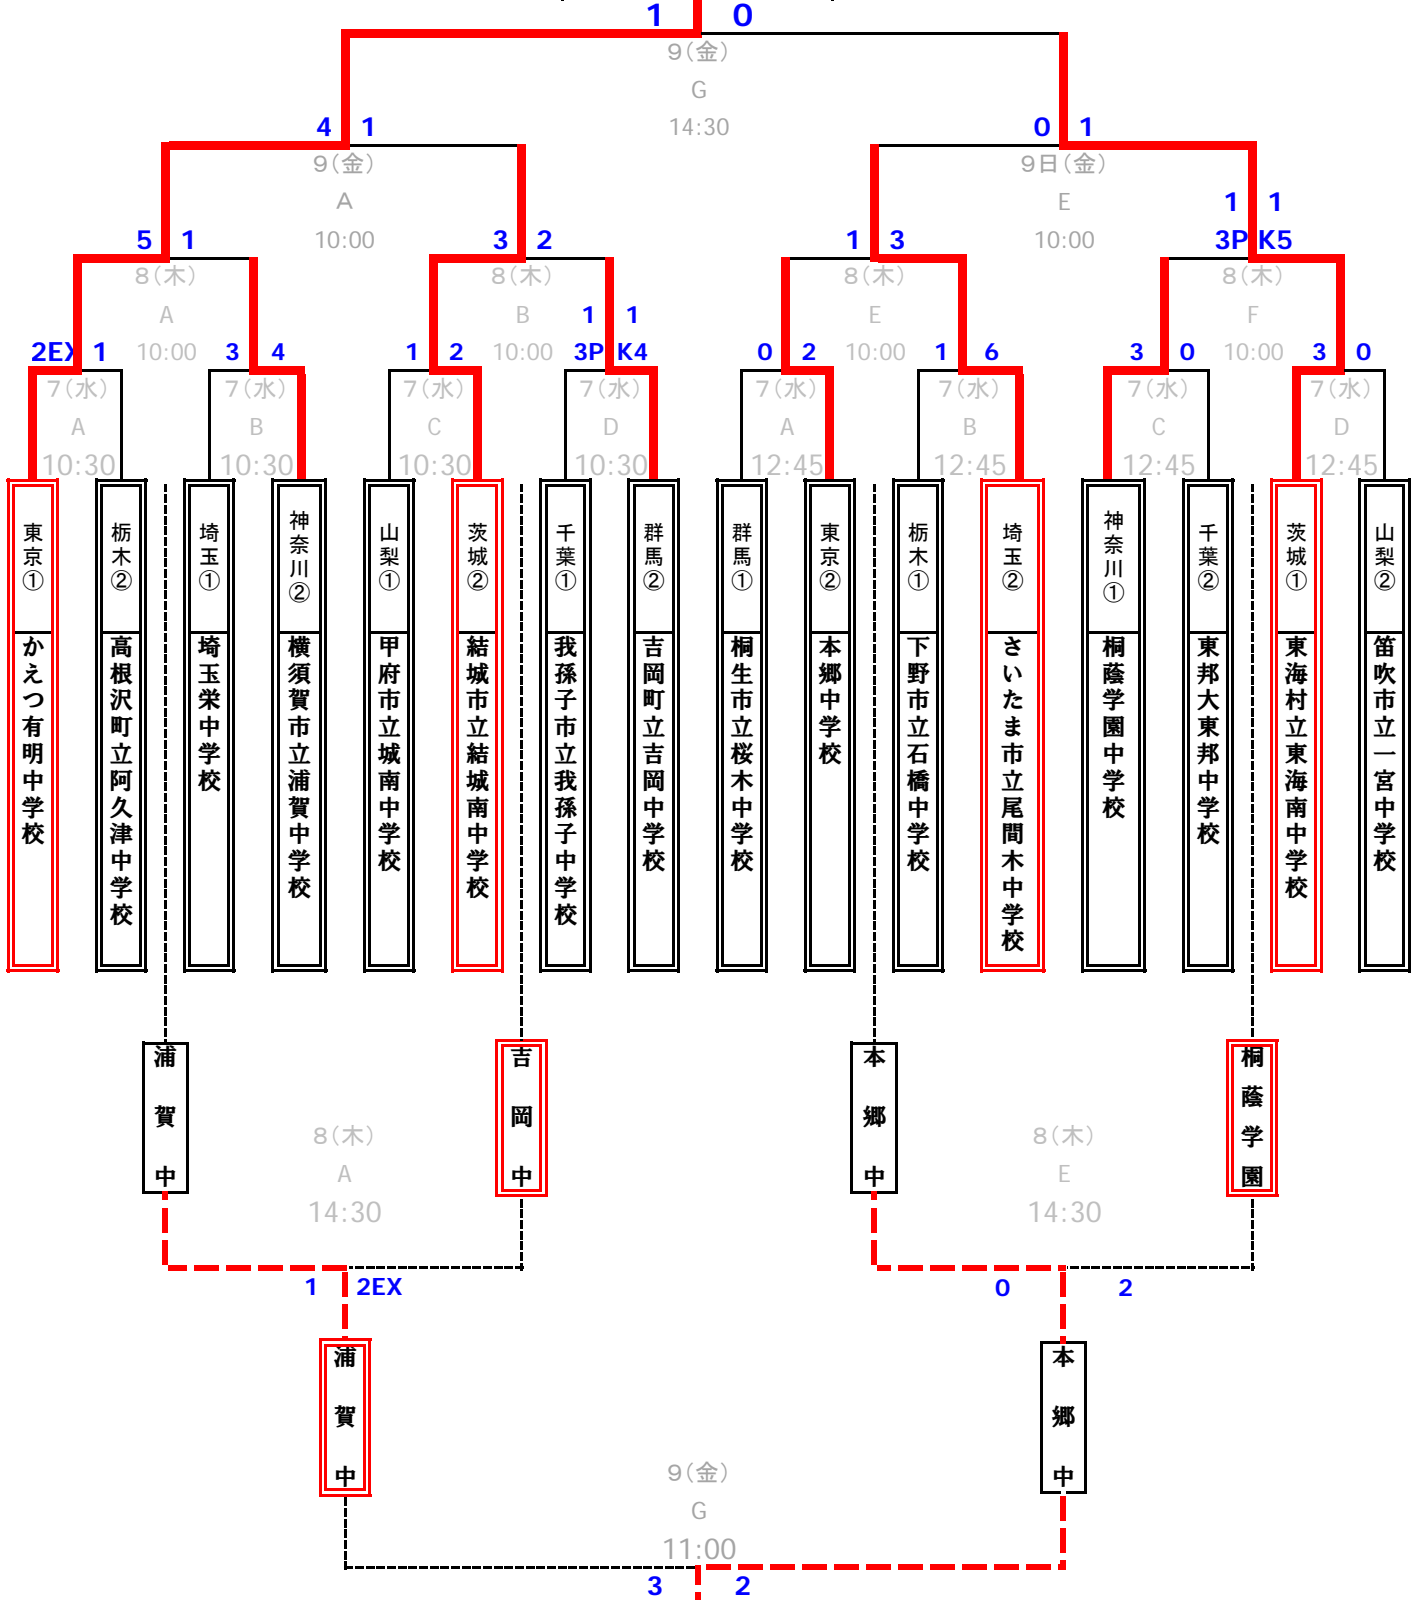 1 0
9(金)
G
14:30
4 1
0 1
9(金)
A
10:00
9日(金)
E
10:00
5 1
3 2
1 3
1 1
3PK5
8(木)
A
10:00
8(木)
B
10:00
8(木)
E
10:00
8(木)
F
10:00
2EX 1
3 4
1 2
1 1
3PK4
0 2
1 6
3 0
3 0
7(水)
A
10:30
7(水)
B
10:30
7(水)
C
10:30
7(水)
D
10:30
7(水)
A
12:45
7(水)
B
12:45
7(水)
C
12:45
7(水)
D
12:45
東京①
かえつ有明中学校
栃木②
高根沢町立阿久津中学校
埼玉①
埼玉栄中学校
神奈川②
横須賀市立浦賀中学校
山梨①
甲府市立城南中学校
茨城②
結城市立結城南中学校
千葉①
我孫子市立我孫子中学校
群馬②
吉岡町立吉岡中学校
群馬①
桐生市立桜木中学校
東京②
本郷中学校
栃木①
下野市立石橋中学校
埼玉②
さいたま市立尾間木中学校
神奈川①
桐蔭学園中学校
千葉②
東邦大東邦中学校
茨城①
東海村立東海南中学校
山梨②
笛吹市立一宮中学校
浦賀中
吉岡中
本郷中
桐蔭学園
8(木)
A
14:30
8(木)
E
14:30
1 2EX
0 2
浦賀中
本郷中
9(金)
G
11:00
3 2